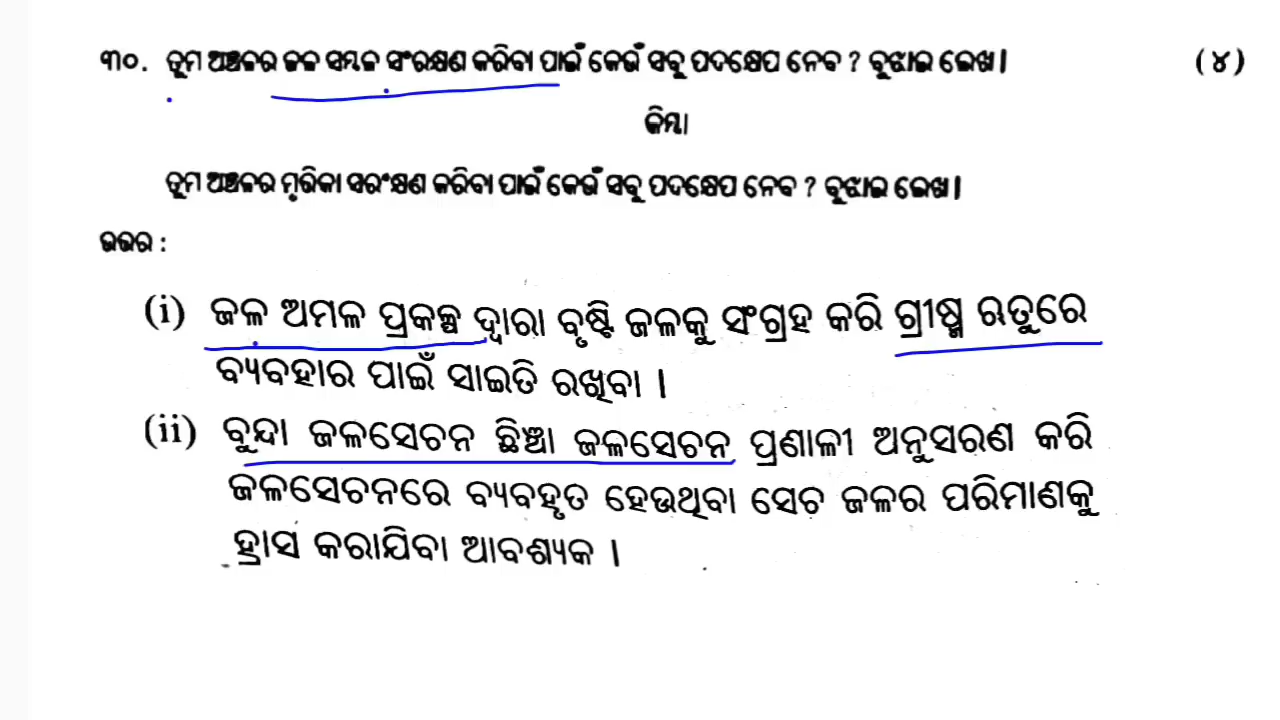 ୩୦. ତୁମ ଅଞ୍ଚଳର ଜଳ ସମ୍ବଳ ସଂରକ୍ଷଣ କରିବା ପାଇଁ କେଉଁ ସବୁ ପଦକ୍ଷେପ ନେବ ? ବୁଝାଇ ଲେଖ। (୪)
କିମ୍ବା
ତୁମ ଅଞ୍ଚଳର ମୃତ୍ତିକା ସରଂକ୍ଷଣ କରିବା ପାଇଁ କେଉଁ ସବୁ ପଦକ୍ଷେପ ନେବ ? ବୁଝାଇ ଲେଖ।
ଉତ୍ତର :
(i) ଜଳ ଅମଳ ପ୍ରକଳ୍ପ ଦ୍ୱାରା ବୃଷ୍ଟି ଜଳକୁ ସଂଗ୍ରହ କରି ଗ୍ରୀଷ୍ମ ଋତୁରେ
ବ୍ୟବହାର ପାଇଁ ସାଇତି ରଖିବା ।
(ii) ବୁନ୍ଦା ଜଳସେଚନ ଛିଞ୍ଚା ଜଳସେଚନ ପ୍ରଣାଳୀ ଅନୁସରଣ କରି
ଜଳସେଚନରେ ବ୍ୟବହୃତ ହେଉଥିବା ସେଚ ଜଳର ପରିମାଣକୁ
ହ୍ରାସ କରାଯିବା ଆବଶ୍ୟକ ।